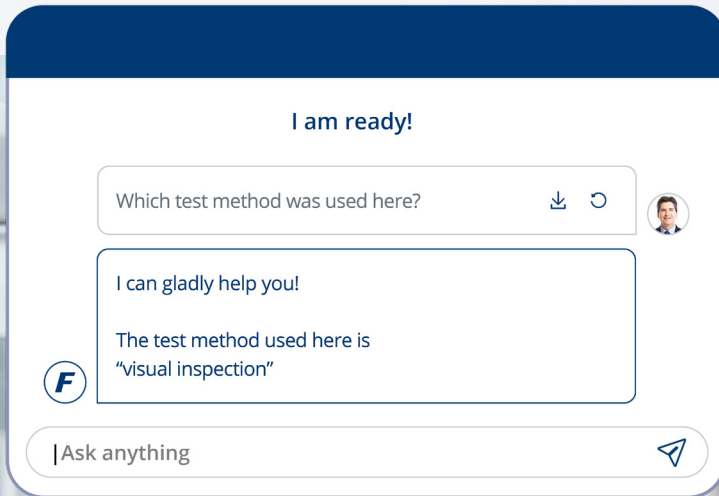 I am ready!
Which test method was used here?
I can gladly help you!
The test method used here is
“visual inspection”
F
Ask anything